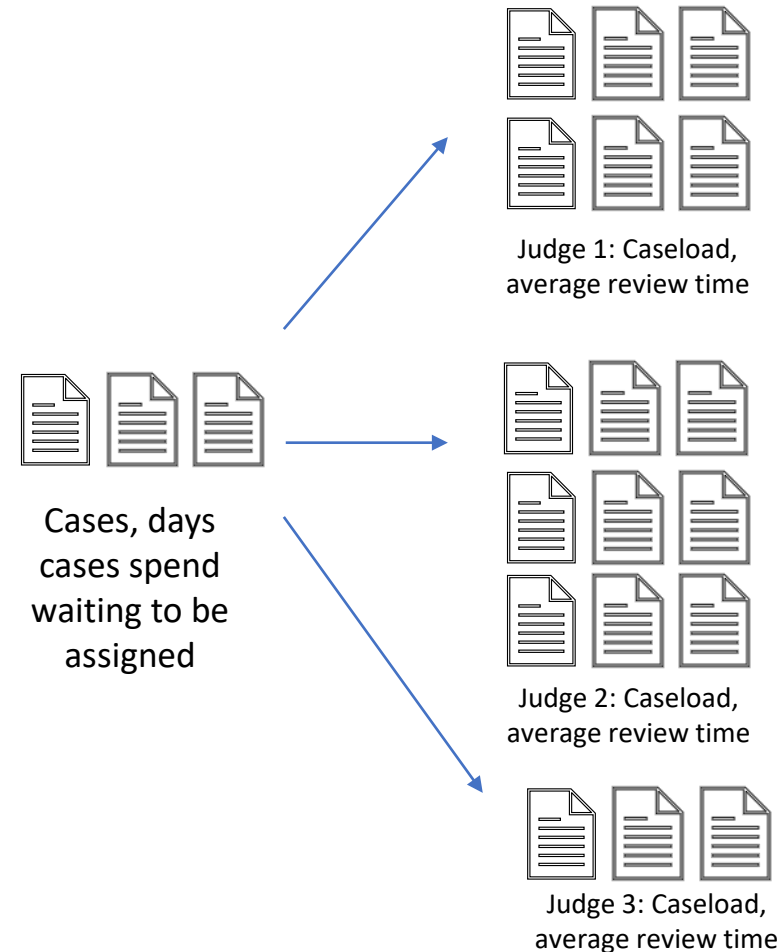 Judge 1: Caseload,
average review time
Cases, days
cases spend
waiting to be
assigned
Judge 2: Caseload,
average review time
Judge 3: Caseload,
average review time